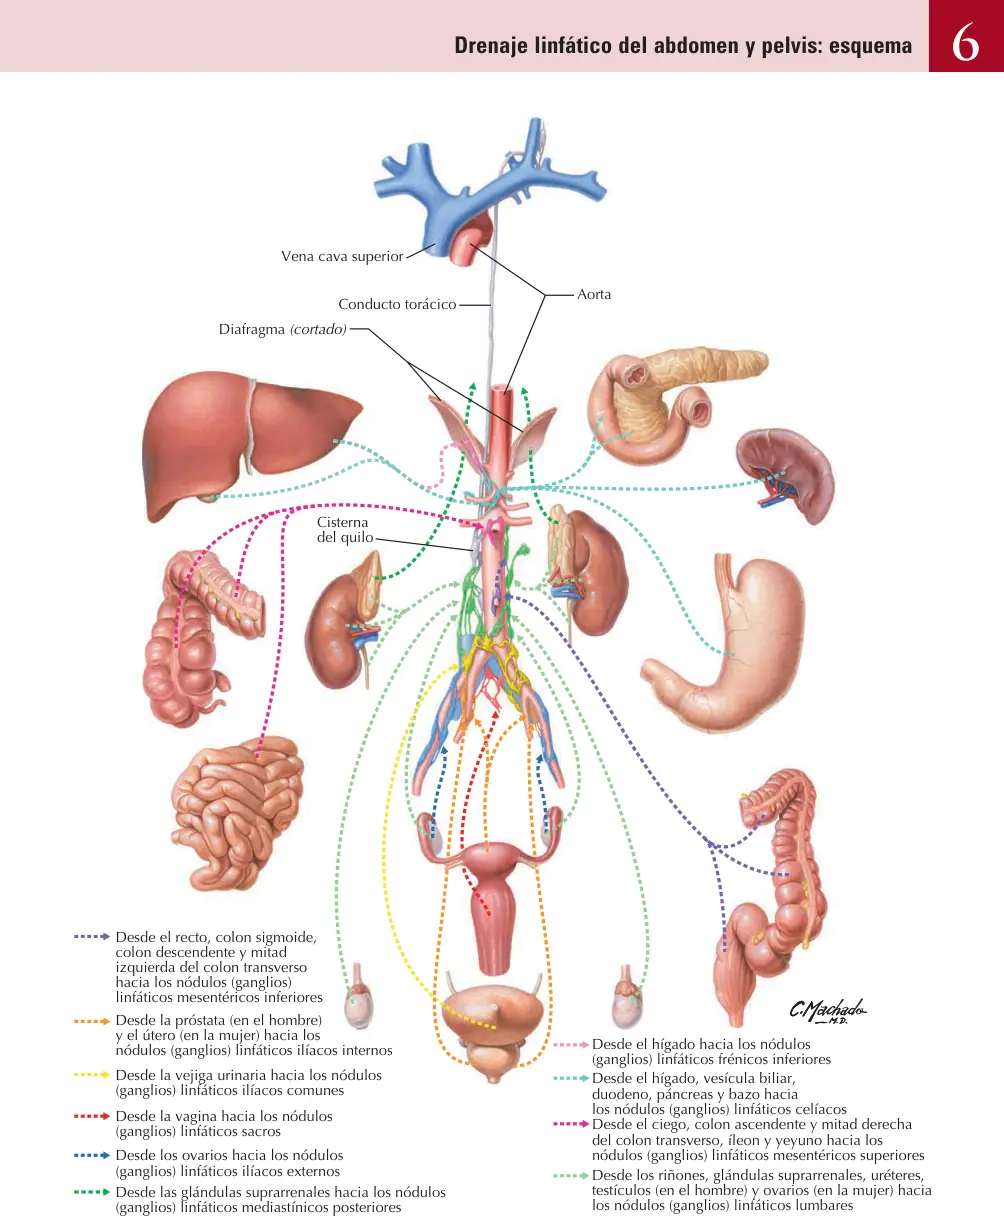 Drenaje linfático del abdomen y pelvis: esquema
6
Vena cava superior
Aorta
Conducto torácico
Diafragma (cortado)
Cisterna
del quilo
Desde el recto, colon sigmoide,
colon descendente y mitad
izquierda del colon transverso
hacia los nódulos (ganglios)
linfáticos mesentéricos inferiores
Desde la próstata (en el hombre)
y el útero (en la mujer) hacia los
nódulos (ganglios) linfáticos ilíacos internos
Desde la vejiga urinaria hacia los nódulos
(ganglios) linfáticos ilíacos comunes
Desde la vagina hacia los nódulos
(ganglios) linfáticos sacros
Desde los ovarios hacia los nódulos
(ganglios) linfáticos ilíacos externos
Desde las glándulas suprarrenales hacia los nódulos
(ganglios) linfáticos mediastínicos posteriores
C. Machado
M.D.
Desde el hígado hacia los nódulos
(ganglios) linfáticos frénicos inferiores
Desde el hígado, vesícula biliar,
duodeno, páncreas y bazo hacia
los nódulos (ganglios) linfáticos celíacos
Desde el ciego, colon ascendente y mitad derecha
del colon transverso, íleon y yeyuno hacia los
nódulos (ganglios) linfáticos mesentéricos superiores
Desde los riñones, glándulas suprarrenales, uréteres,
testículos (en el hombre) y ovarios (en la mujer) hacia
los nódulos (ganglios) linfáticos lumbares